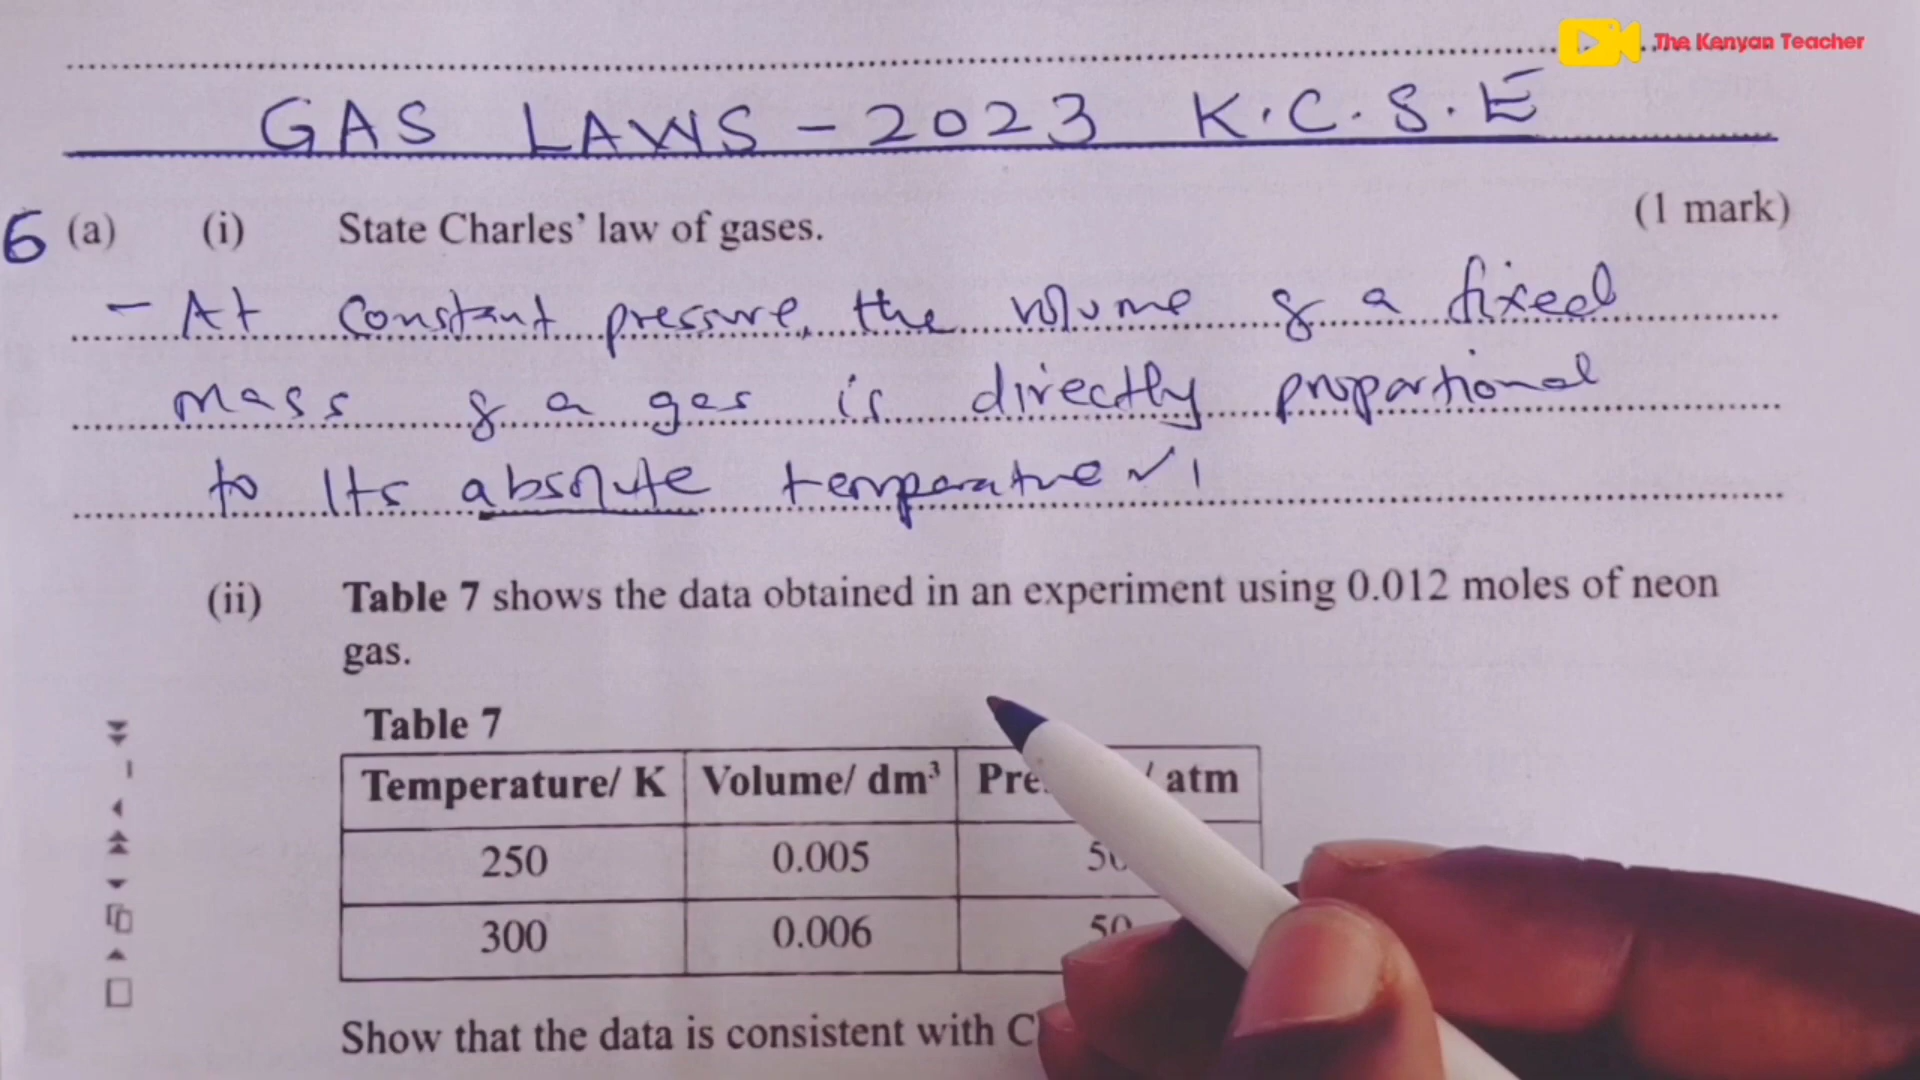 The Kenyan Teacher
GAS LAWS - 2023 K.C.S.E
6 (a) (i) State Charles' law of gases. (1 mark)
- At constant pressure, the volume of a fixed
mass of a gas is directly proportional
to its absolute temperature ✓1
(ii) Table 7 shows the data obtained in an experiment using 0.012 moles of neon
gas.
Table 7
Temperature/ K Volume/ dm³ / atm
250 0.005
300 0.006 50
Show that the data is consistent with